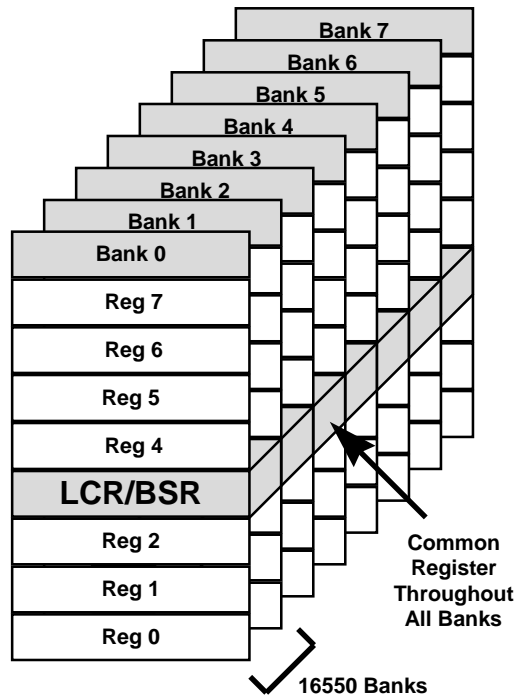 Bank 7
Bank 6
Bank 5
Bank 4
Bank 3
Bank 2
Bank 1
Bank 0
Reg 7
Reg 6
Reg 5
Reg 4
LCR/BSR
Reg 2
Reg 1
Reg 0
Common
Register
Throughout
All Banks
16550 Banks